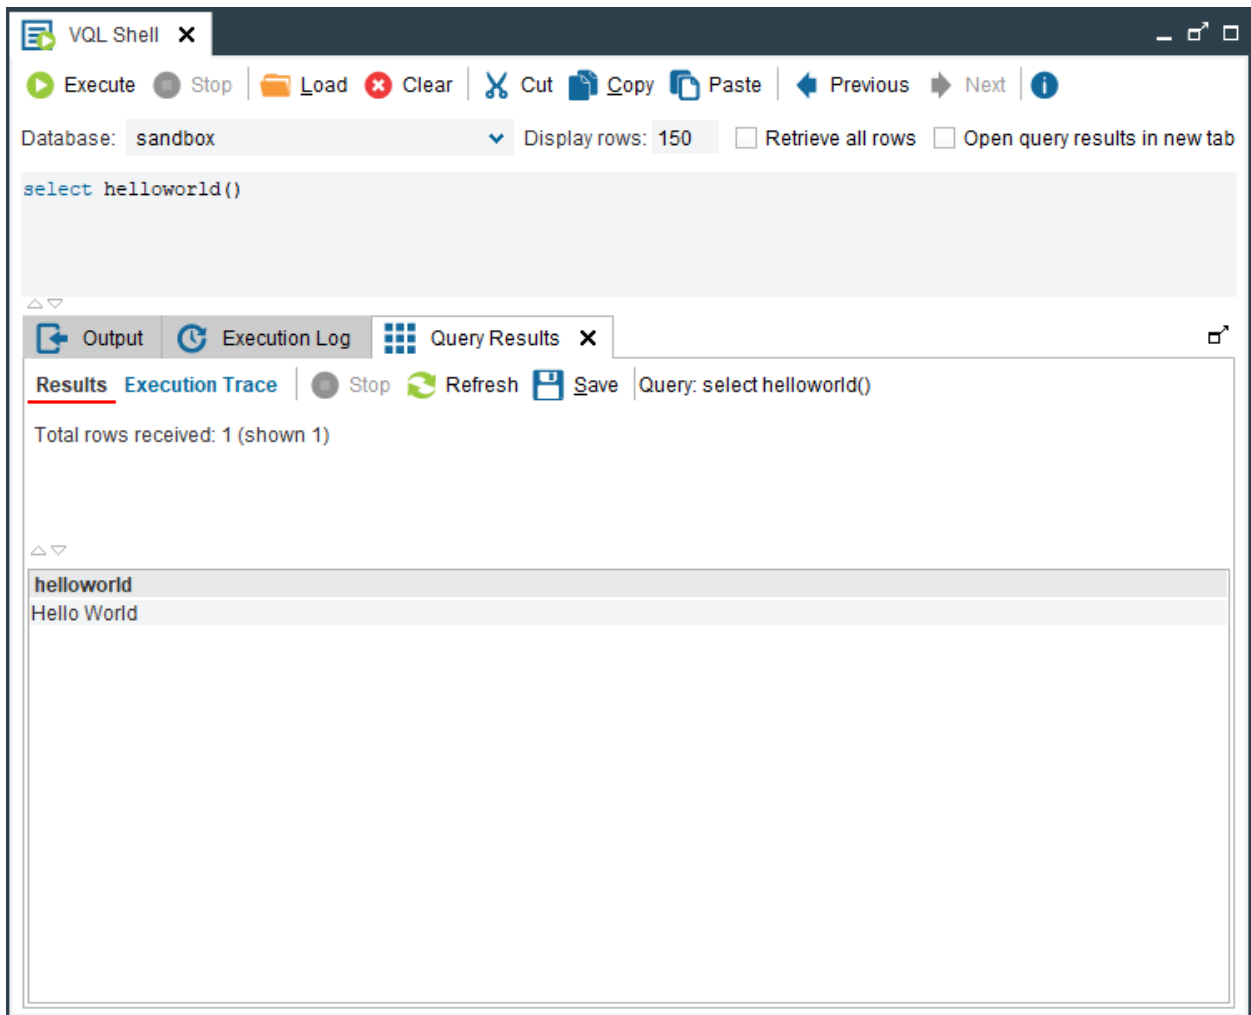 VQL Shell
Execute Stop Load Clear Cut Copy Paste Previous Next
Database: sandbox Display rows: 150 Retrieve all rows Open query results in new tab
select helloworld()
Output Execution Log Query Results
Results Execution Trace Stop Refresh Save Query: select helloworld()
Total rows received: 1 (shown 1)
helloworld
Hello World